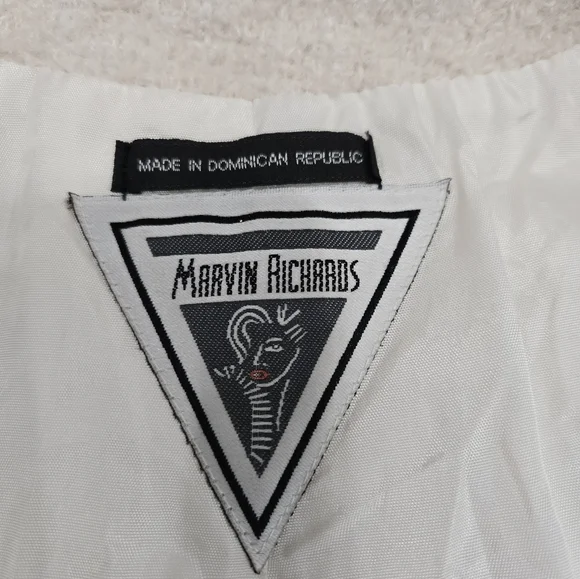 MADE IN DOMINICAN REPUBLIC
MARVIN RICHARDS